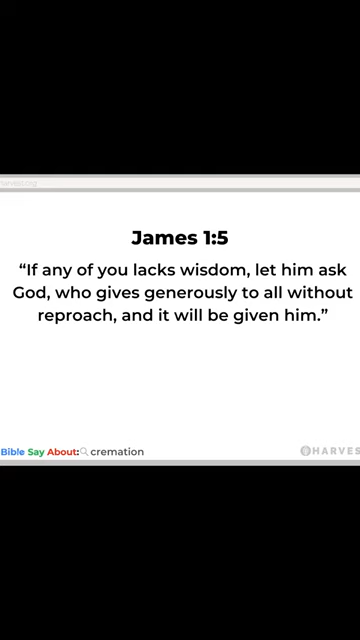 James 1:5
“If any of you lacks wisdom, let him ask
God, who gives generously to all without
reproach, and it will be given him.”
Bible Say About: cremation
HARVES